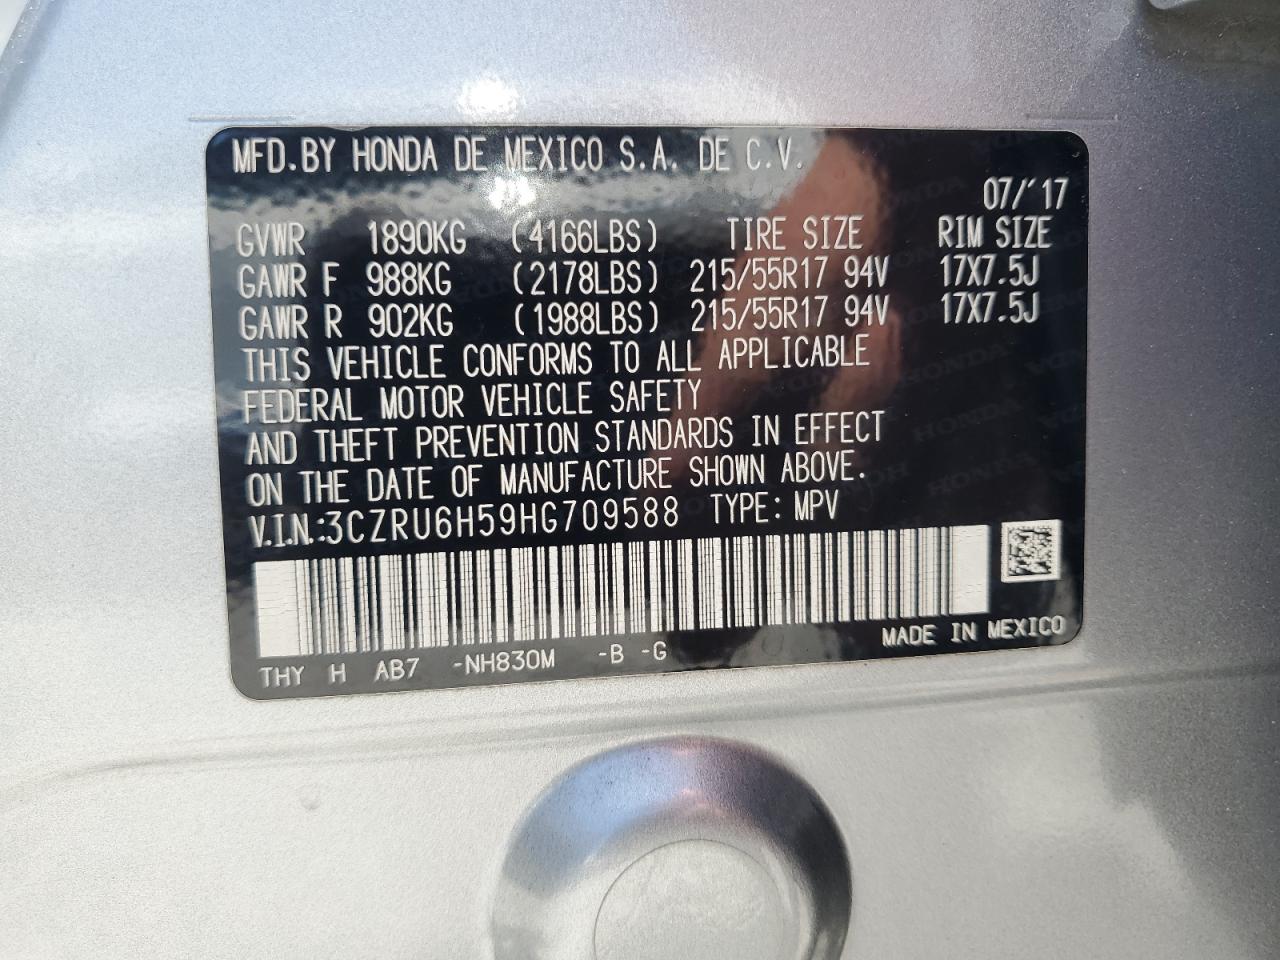 MFD.BY HONDA DE MEXICO S.A. DE C.V.
07/'17
GVWR 1890KG (4166LBS) TIRE SIZE RIM SIZE
GAWR F 988KG (2178LBS) 215/55R17 94V 17X7.5J
GAWR R 902KG (1988LBS) 215/55R17 94V 17X7.5J
THIS VEHICLE CONFORMS TO ALL APPLICABLE
FEDERAL MOTOR VEHICLE SAFETY
AND THEFT PREVENTION STANDARDS IN EFFECT
ON THE DATE OF MANUFACTURE SHOWN ABOVE.
V.I.N.:3CZRU6H59HG709588 TYPE: MPV
MADE IN MEXICO
THY H AB7 -NH830M -B -G